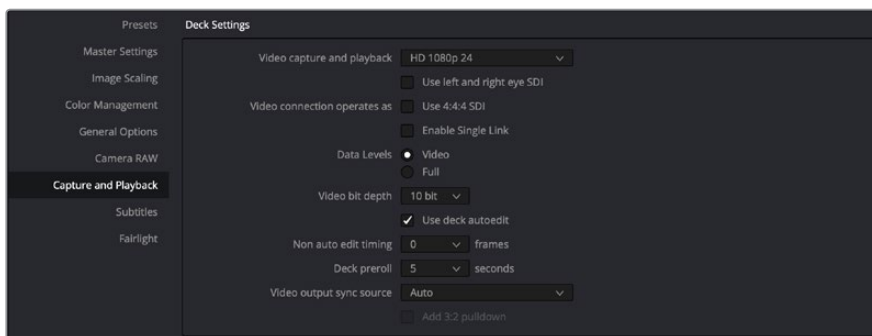 Presets
Master Settings
Image Scaling
Color Management
General Options
Camera RAW
Capture and Playback
Subtitles
Fairlight
Deck Settings
Video capture and playback HD 1080p 24
Use left and right eye SDI
Video connection operates as Use 4:4:4 SDI
Enable Single Link
Data Levels Video
Full
Video bit depth 10 bit
Use deck autoedit
Non auto edit timing 0 frames
Deck preroll 5 seconds
Video output sync source Auto
Add 3:2 pulldown